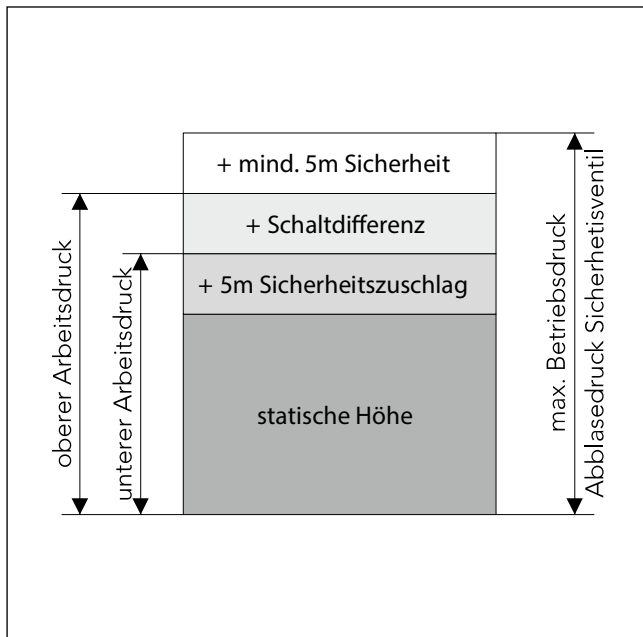 + mind. 5m Sicherheit
+ Schaltdifferenz
+ 5m Sicherheitszuschlag
statische Höhe
oberer Arbeitsdruck
unterer Arbeitsdruck
max. Betriebsdruck
Abblasedruck Sicherhetisventil